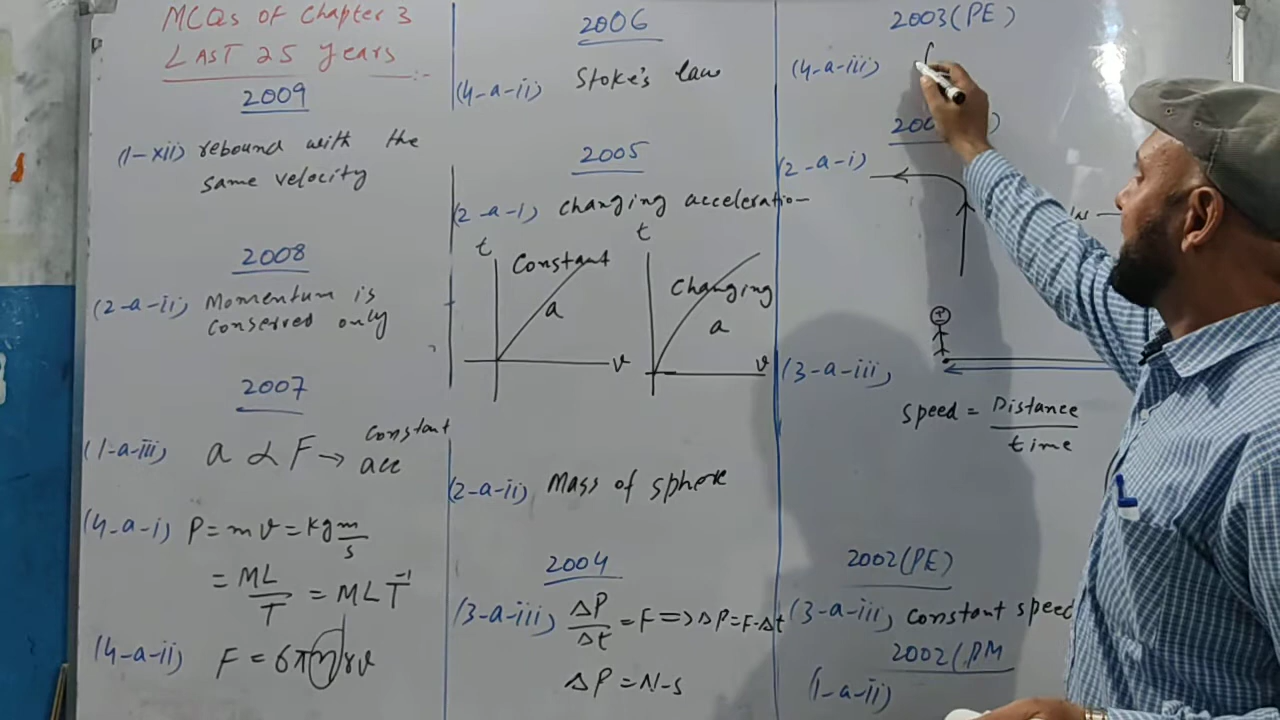 MCQs of Chapter 3
LAST 25 years
2009
(1-xii) rebound with the
same velocity
2008
(2-a-ii) Momentum is
conserved only
2007
(1-a-iii) a ∝ F → constant
acc
(4-a-i) P = mv = kg m/s
= ML/T = MLT⁻¹
(4-a-ii) F = 6πηrv
2006
(4-a-ii) Stoke's law
2005
(2-a-i) Changing acceleration
t
Constant
a
v
t
Changing
a
v
(2-a-ii) Mass of sphere
2004
(3-a-iii) ΔP/Δt = F => ΔP = F-Δt
ΔP = N-s
2003(PE)
(4-a-iii)
(2-a-i)
(3-a-iii)
Speed = Distance/time
2002(PE)
(3-a-iii) Constant speed
2002(PM
(1-a-ii)